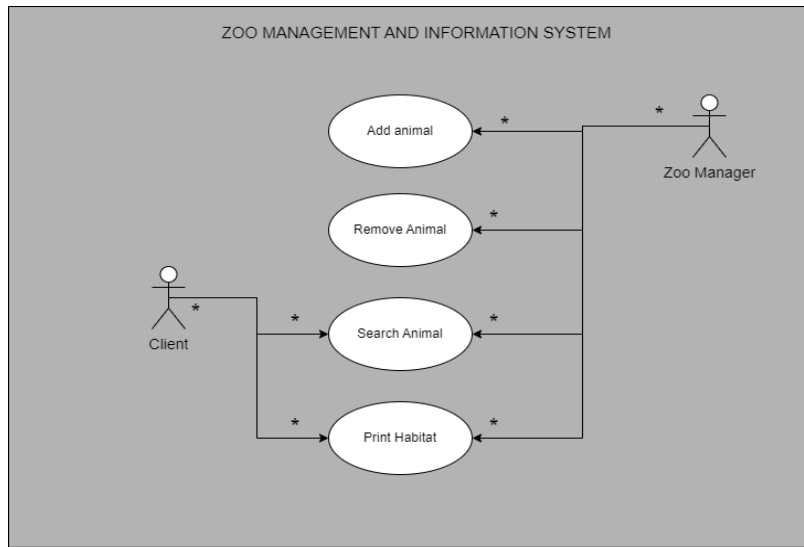 ZOO MANAGEMENT AND INFORMATION SYSTEM
Add animal
*
*
Zoo Manager
Remove Animal
*
Client
*
*
Search Animal
*
*
Print Habitat
*